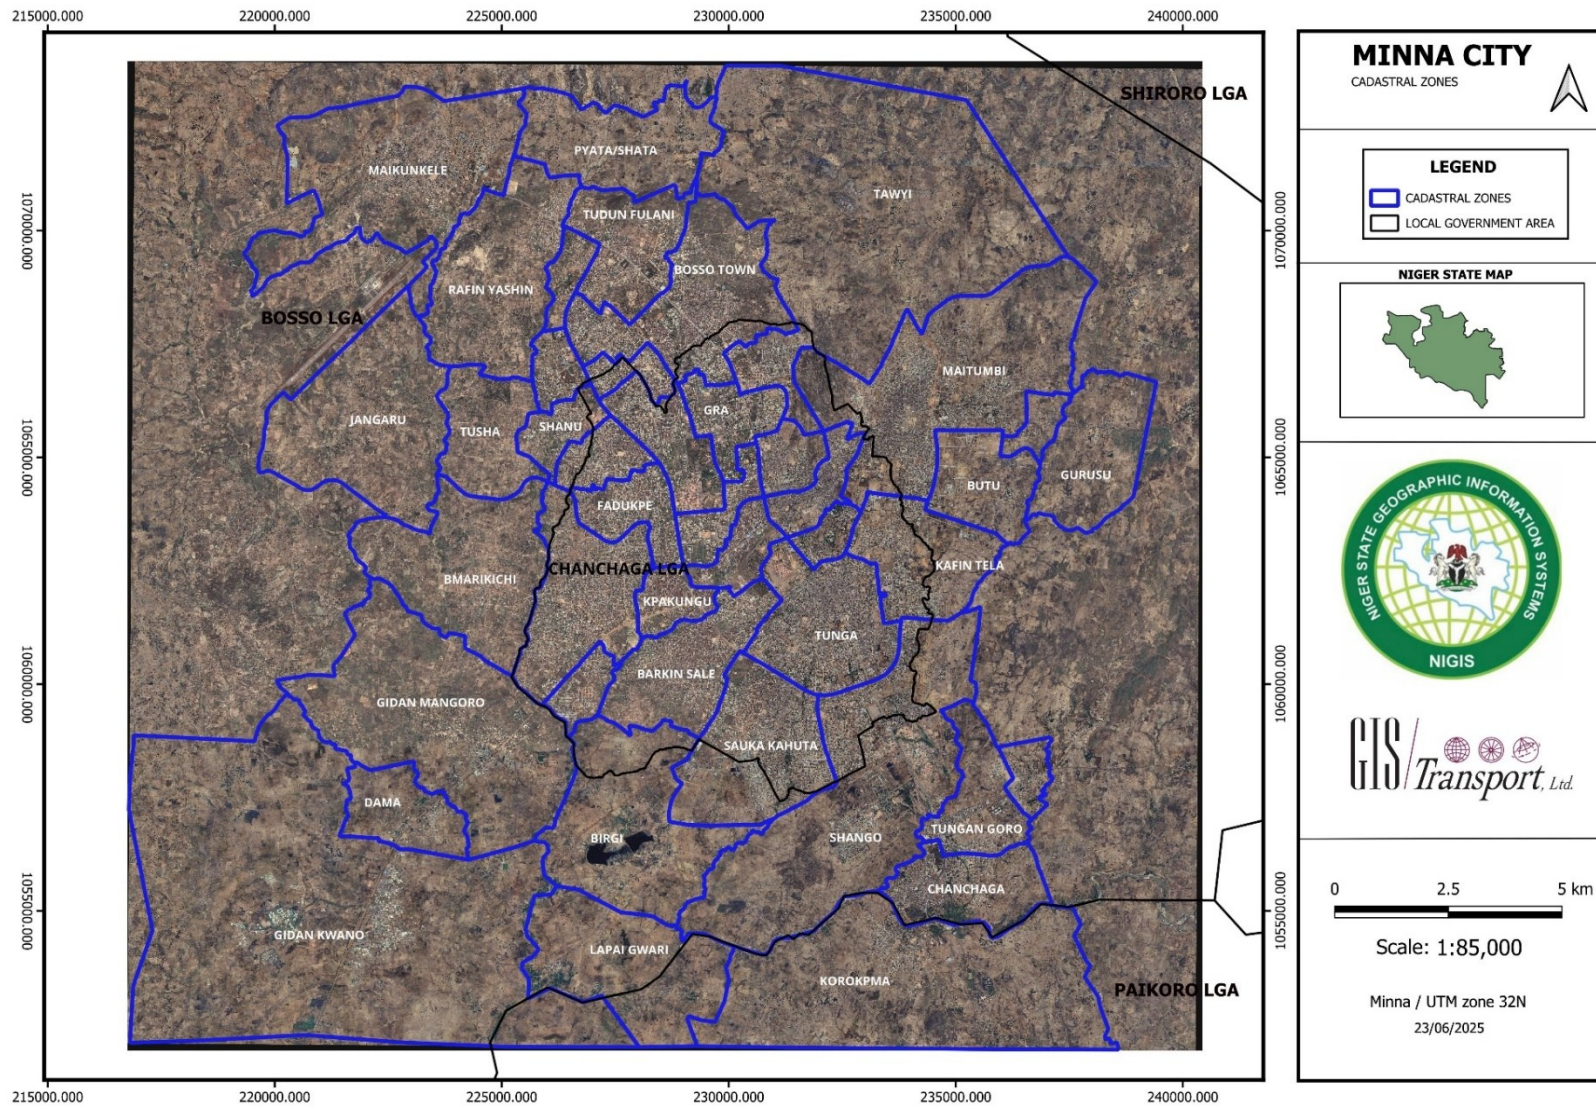 215000.000 220000.000 225000.000 230000.000 235000.000 240000.000
1070000.000
1065000.000
1060000.000
1055000.000
SHIRORO LGA
PYATA/SHATA
MAIKUNKELE
TAWYI
TUDUN FULANI
BOSSO TOWN
RAFIN YASHIN
BOSSO LGA
MAITUMBI
GRA
JANGARU
SHANU
TUSHA
GURUSU
BUTU
FADUKPE
KAFIN TELA
CHANCHAGA LGA
BMARIKICHI
KPAKUNGU
TUNGA
BARKIN SALE
GIDAN MANGORO
SAUKA KAHUTA
DAMA
TUNGAN GORO
BIRGI
SHANGO
CHANCHAGA
GIDAN KWANO
LAPAI GWARI
KOROKPMA
PAIKORO LGA
1070000.000
1065000.000
1060000.000
1055000.000
215000.000 220000.000 225000.000 230000.000 235000.000 240000.000
MINNA CITY
CADASTRAL ZONES
LEGEND
CADASTRAL ZONES
LOCAL GOVERNMENT AREA
NIGER STATE MAP
NIGER STATE GEOGRAPHIC INFORMATION SYSTEMS
NIGIS
GIS/
Transport, Ltd.
0 2.5 5 km
Scale: 1:85,000
Minna / UTM zone 32N
23/06/2025